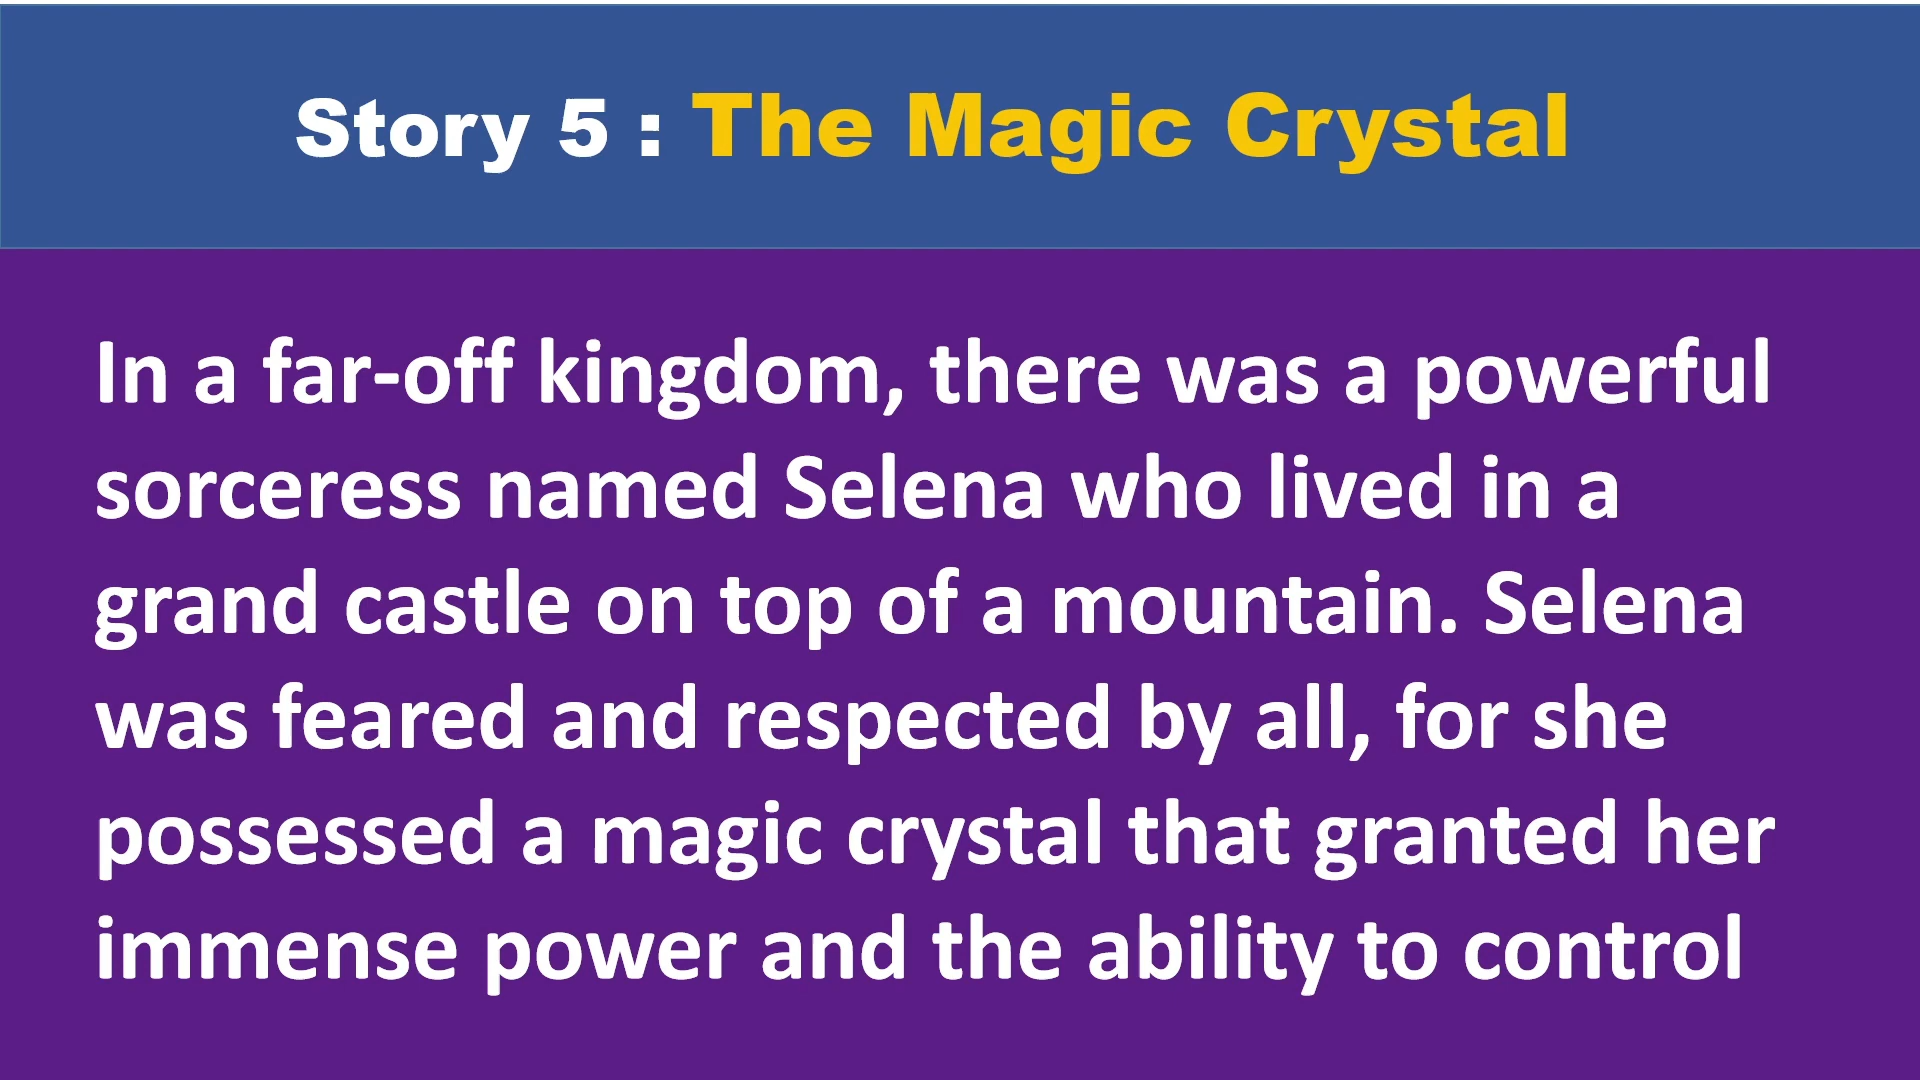 Story 5 : The Magic Crystal
In a far-off kingdom, there was a powerful
sorceress named Selena who lived in a
grand castle on top of a mountain. Selena
was feared and respected by all, for she
possessed a magic crystal that granted her
immense power and the ability to control